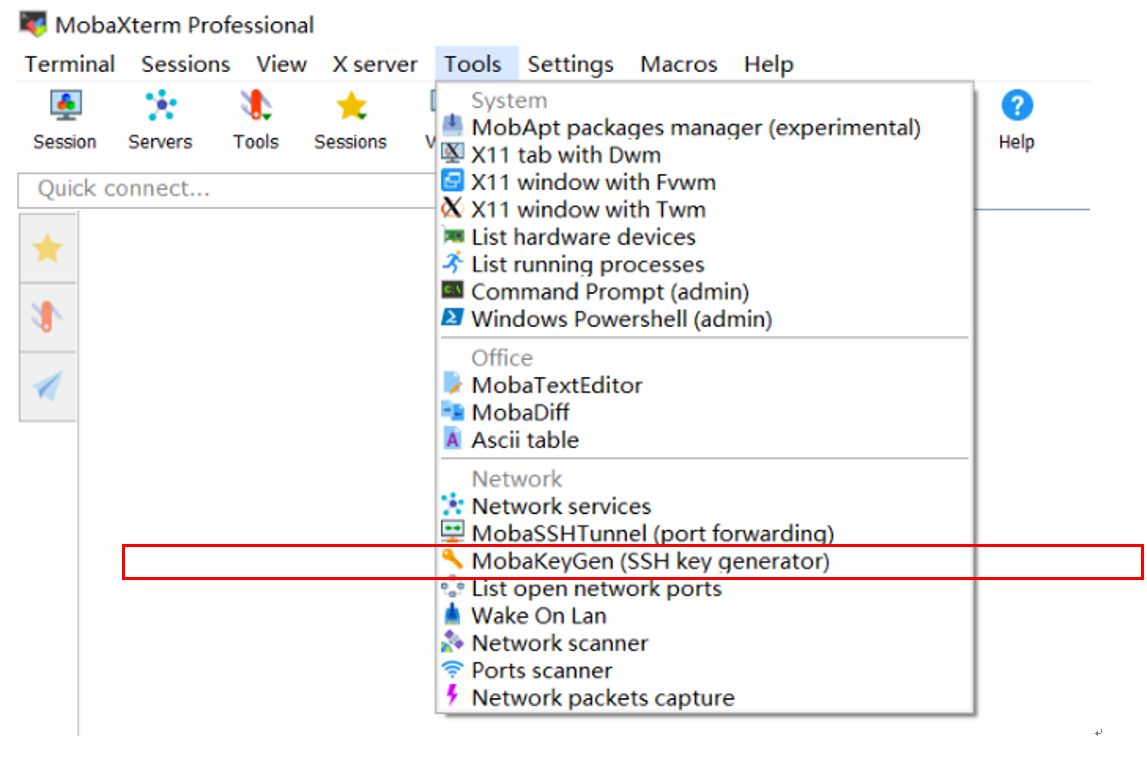 MobaXterm Professional
Terminal Sessions View X server Tools Settings Macros Help
Session Servers Tools Sessions Help
Quick connect...
System
MobApt packages manager (experimental)
X11 tab with Dwm
X11 window with Fvwm
X11 window with Twm
List hardware devices
List running processes
Command Prompt (admin)
Windows Powershell (admin)
Office
MobaTextEditor
MobaDiff
Ascii table
Network
Network services
MobaSSHTunnel (port forwarding)
MobaKeyGen (SSH key generator)
List open network ports
Wake On Lan
Network scanner
Ports scanner
Network packets capture